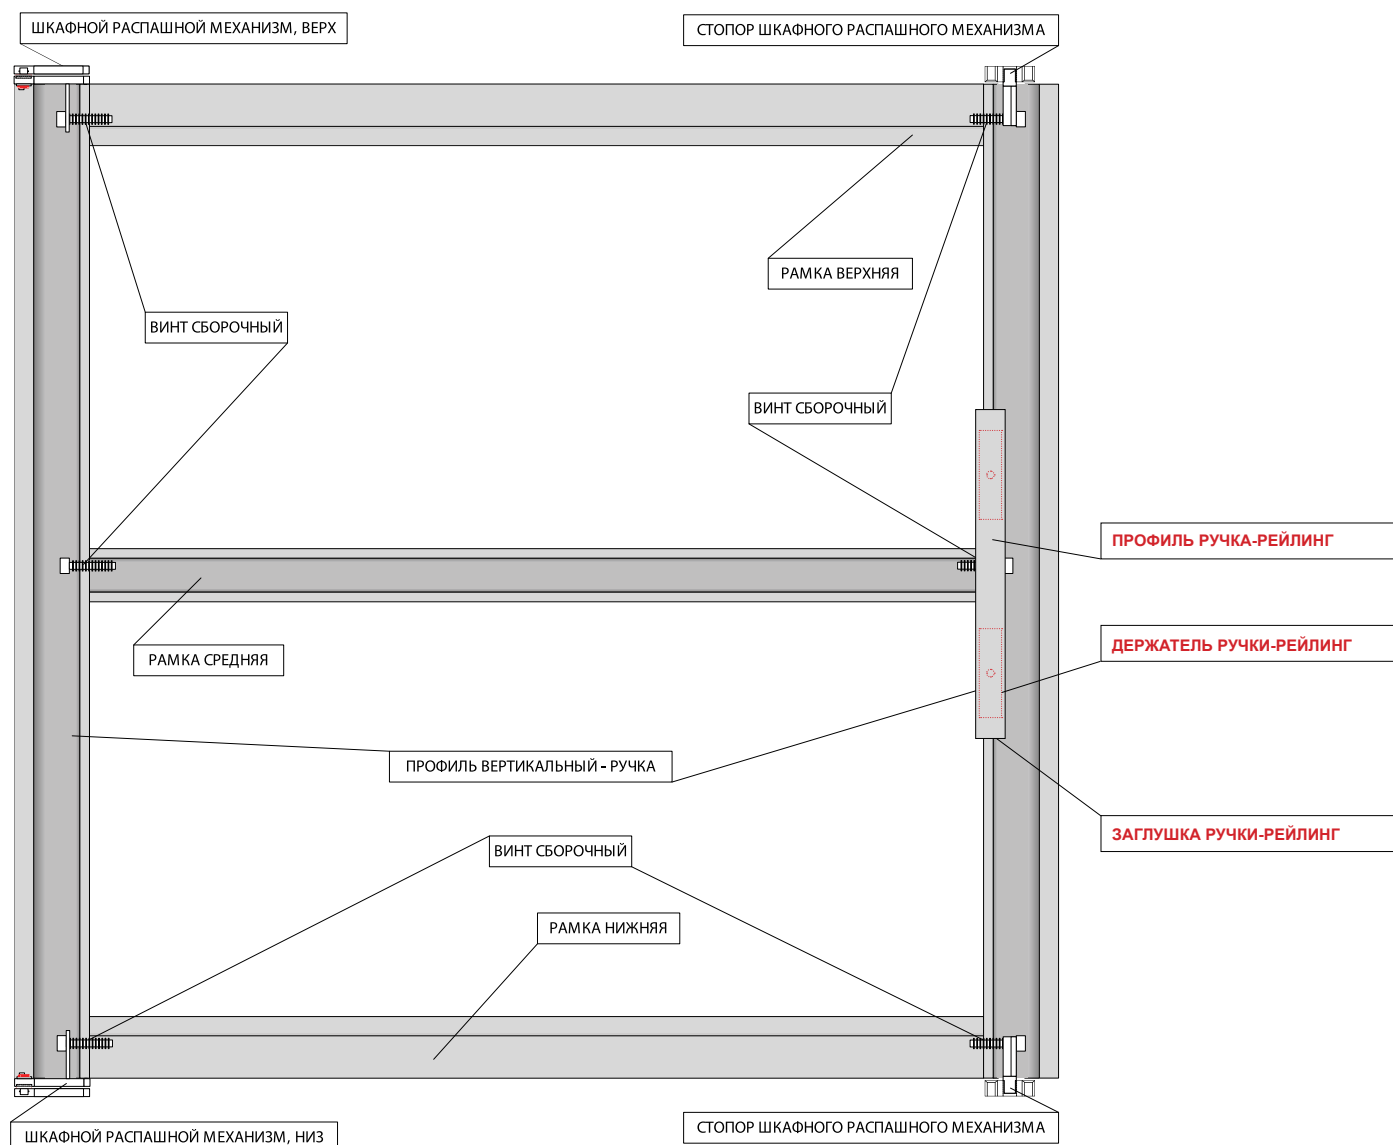 ШКАФНОЙ РАСПАШНОЙ МЕХАНИЗМ, ВЕРХ
СТОПОР ШКАФНОГО РАСПАШНОГО МЕХАНИЗМА
РАМКА ВЕРХНЯЯ
ВИНТ СБОРОЧНЫЙ
ВИНТ СБОРОЧНЫЙ
ПРОФИЛЬ РУЧКА-РЕЙЛИНГ
ДЕРЖАТЕЛЬ РУЧКИ-РЕЙЛИНГ
РАМКА СРЕДНЯЯ
ПРОФИЛЬ ВЕРТИКАЛЬНЫЙ - РУЧКА
ЗАГЛУШКА РУЧКИ-РЕЙЛИНГ
ВИНТ СБОРОЧНЫЙ
РАМКА НИЖНЯЯ
СТОПОР ШКАФНОГО РАСПАШНОГО МЕХАНИЗМА
ШКАФНОЙ РАСПАШНОЙ МЕХАНИЗМ, НИЗ